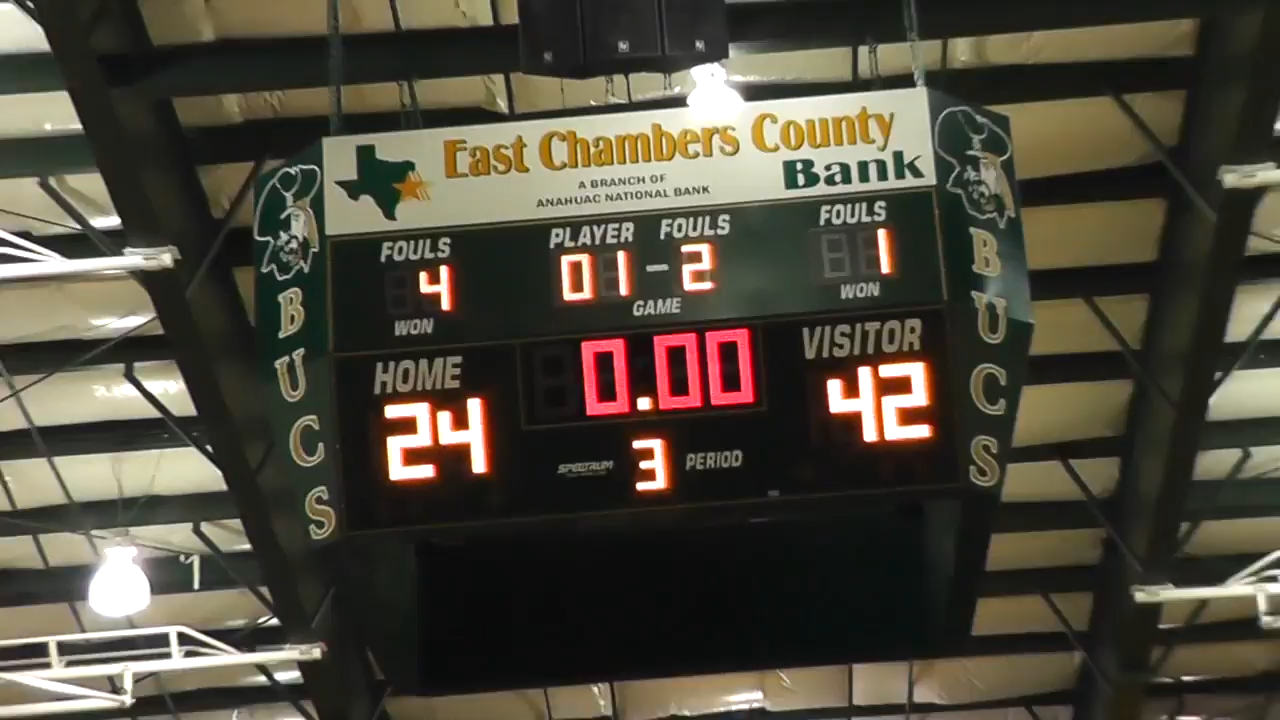 East Chambers County
Bank
A BRANCH OF
ANAHUAC NATIONAL BANK
FOULS
4
WON
PLAYER FOULS
01-2
GAME
FOULS
1
WON
HOME
24
0.00
VISITOR
42
SPECTRUM
3 PERIOD
BUCS
BUCS